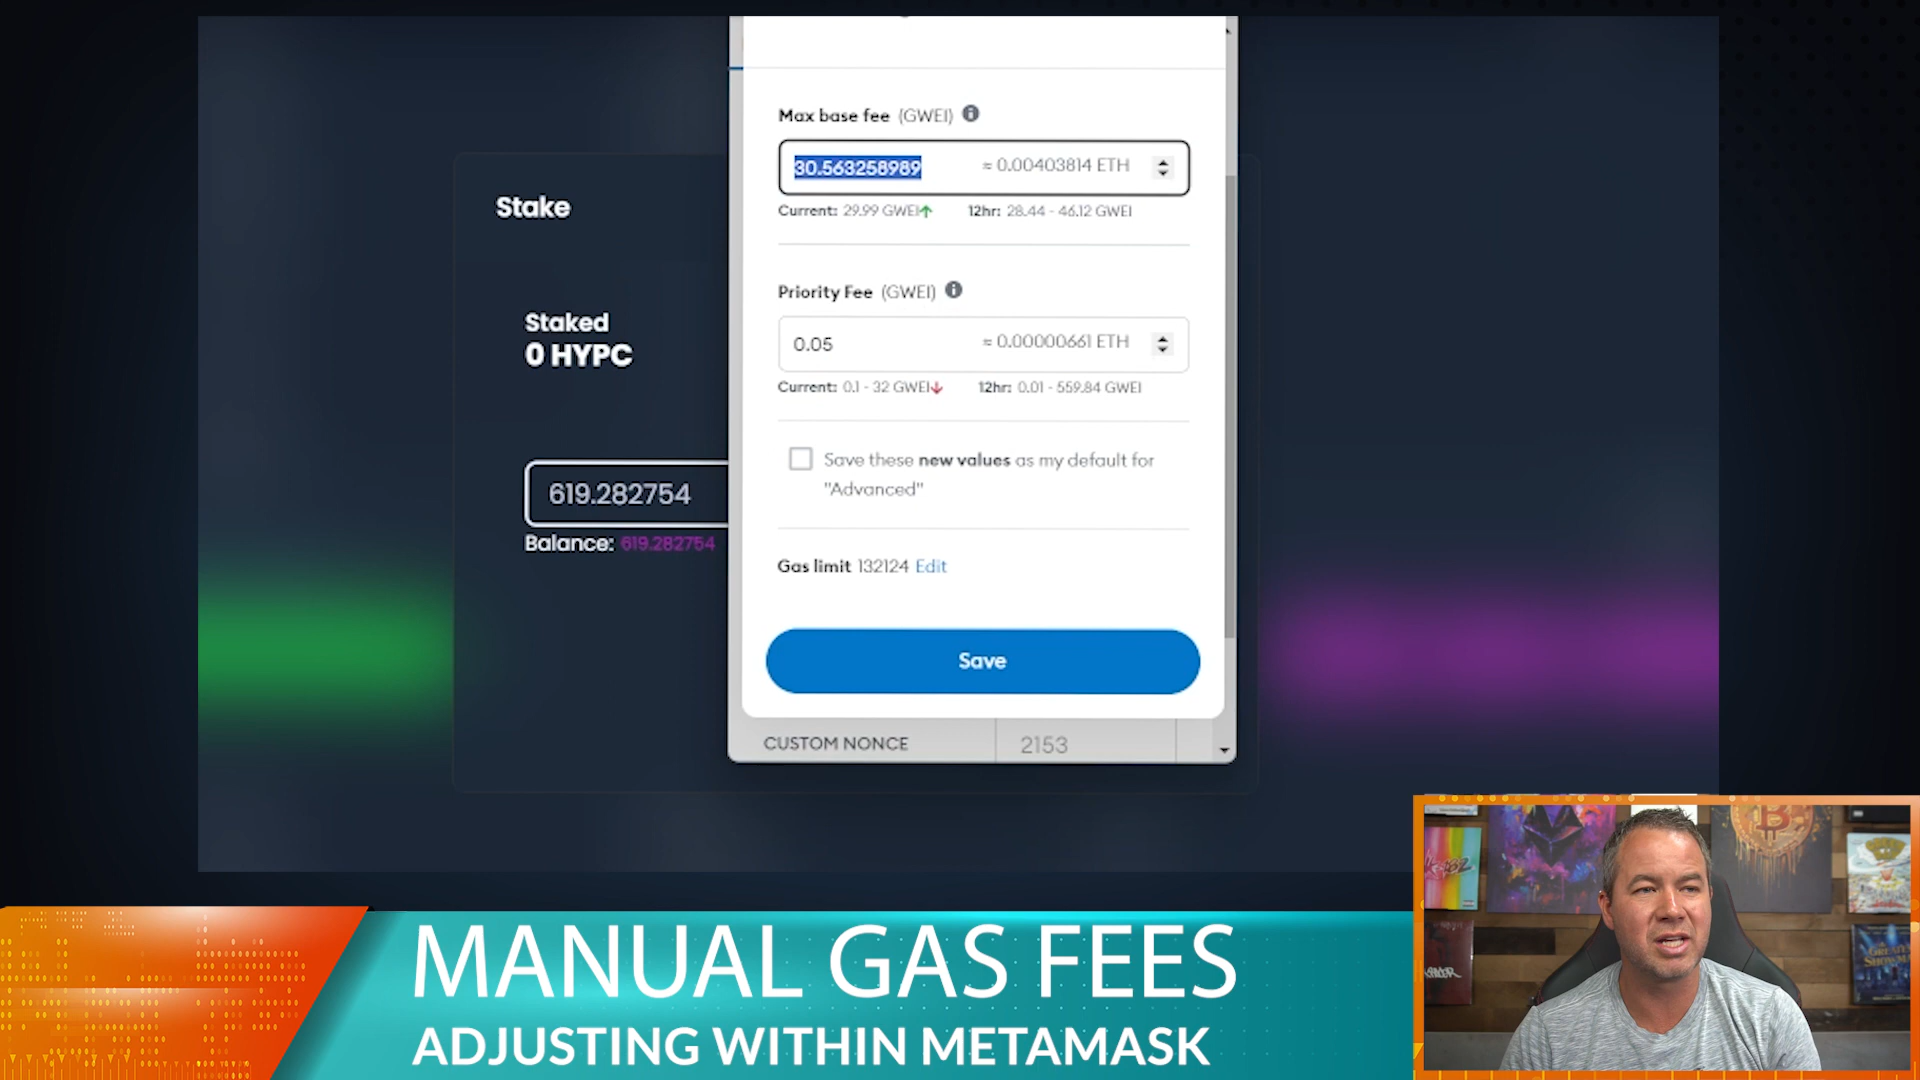 Max base fee (GWEI)
30.563258989 ≈ 0.00403814 ETH
Current: 29.99 GWEI 12hr: 28.44 - 46.12 GWEI
Priority Fee (GWEI)
0.05 ≈ 0.00000661 ETH
Current: 0.1 - 32 GWEI 12hr: 0.01 - 559.84 GWEI
Save these new values as my default for
"Advanced"
Gas limit 132124 Edit
Save
CUSTOM NONCE 2153
Stake
Staked
0 HYPC
619.282754
Balance: 619.282754
MANUAL GAS FEES
ADJUSTING WITHIN METAMASK